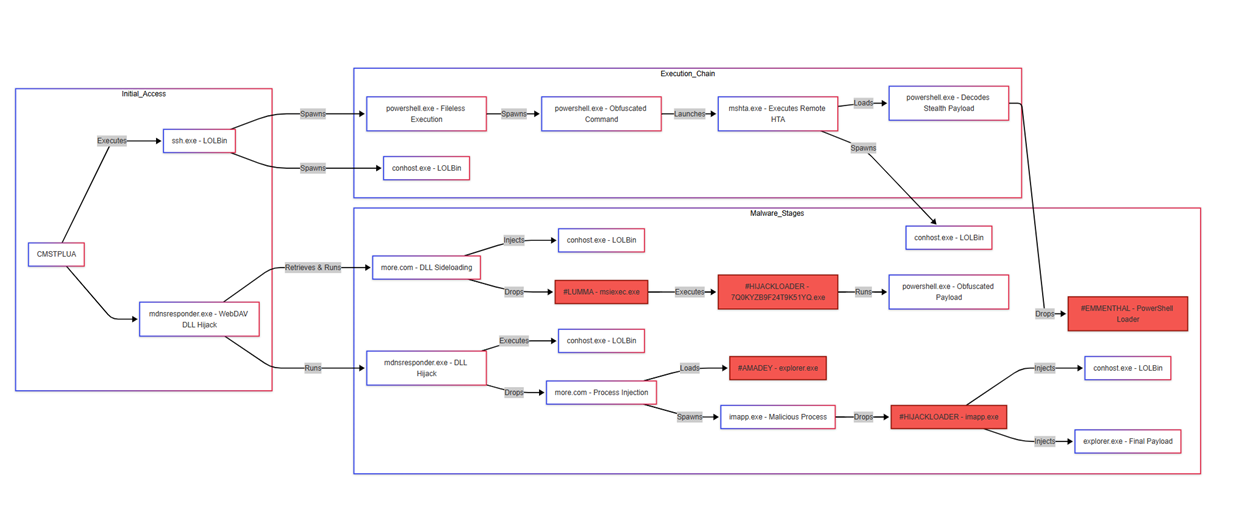 Initial_Access
CMSTPLUA
Executes
ssh.exe - LOLBin
mdnsresponder.exe - WebDAV
DLL Hijack
Spawns
Spawns
Retrieves & Runs
Runs
Execution_Chain
powershell.exe - Fileless
Execution
Spawns
powershell.exe - Obfuscated
Command
Launches
mshta.exe - Executes Remote
HTA
Loads
powershell.exe - Decodes
Stealth Payload
conhost.exe - LOLBin
Spawns
Malware_Stages
conhost.exe - LOLBin
more.com - DLL Sideloading
Injects
conhost.exe - LOLBin
Drops
#LUMMA - msiexec.exe
Executes
#HIJACKLOADER -
7Q0KYZB9F24T9K51YQ.exe
Runs
powershell.exe - Obfuscated
Payload
Drops
#EMMENTHAL - PowerShell
Loader
mdnsresponder.exe - DLL
Hijack
Executes
conhost.exe - LOLBin
Drops
more.com - Process Injection
Loads
#AMADEY - explorer.exe
Spawns
imapp.exe - Malicious Process
Drops
#HIJACKLOADER - imapp.exe
Injects
conhost.exe - LOLBin
Injects
explorer.exe - Final Payload